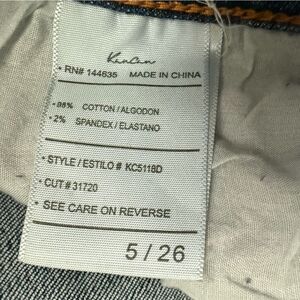 KanCan
• RN# 144635 MADE IN CHINA
• 98% COTTON / ALGODON
• 2% SPANDEX / ELASTANO
• STYLE / ESTILO # KC5118D
• CUT # 31720
• SEE CARE ON REVERSE
5 / 26